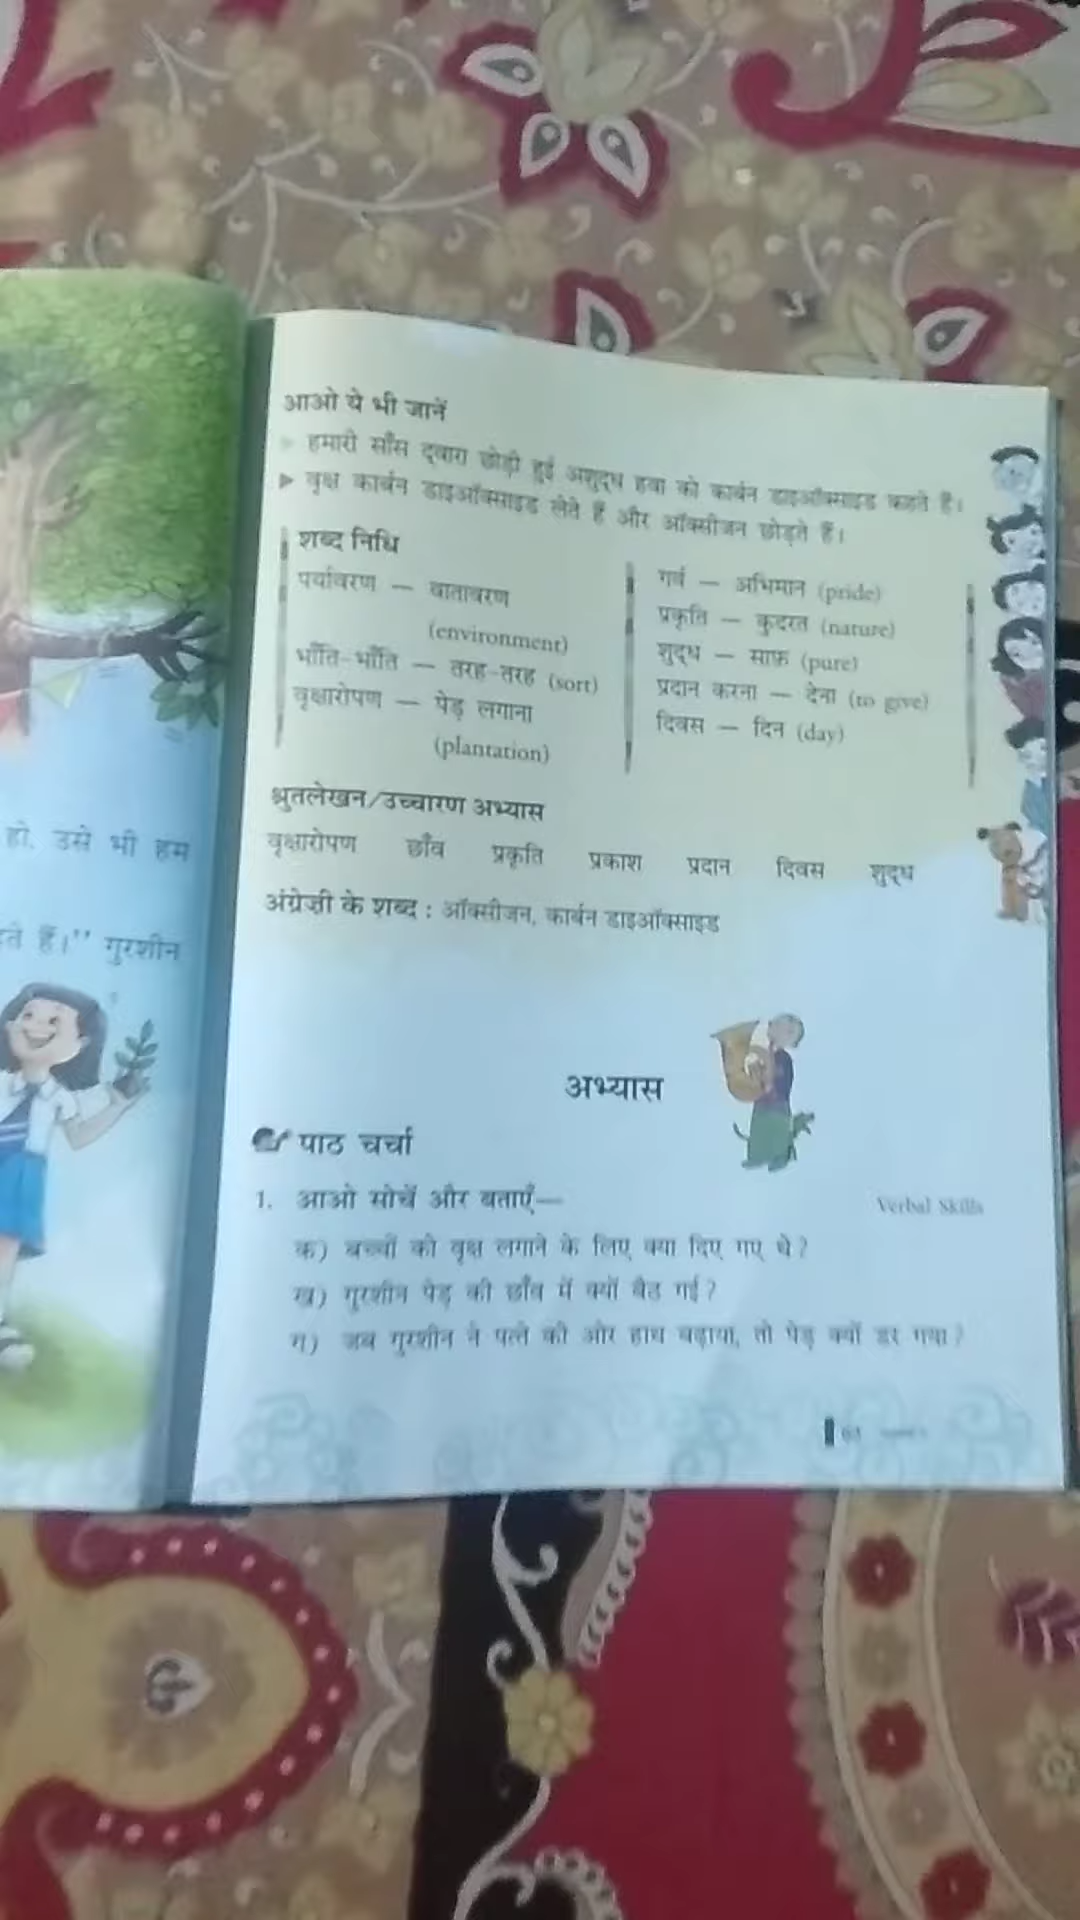 हो, उसे भी हम
ते हैं।" गुरशीन
आओ ये भी जानें
हमारी साँस द्वारा छोड़ी हुई अशुद्ध हवा को कार्बन डाइऑक्साइड कहते हैं।
▶ वृक्ष कार्बन डाइऑक्साइड लेते हैं और ऑक्सीजन छोड़ते हैं।
शब्द निधि
पर्यावरण — वातावरण
(environment)
भाँति-भाँति — तरह-तरह (sort)
वृक्षारोपण — पेड़ लगाना
(plantation)
गर्व — अभिमान (pride)
प्रकृति — कुदरत (nature)
शुद्ध — साफ़ (pure)
प्रदान करना — देना (to give)
दिवस — दिन (day)
श्रुतलेखन/उच्चारण अभ्यास
वृक्षारोपण छाँव प्रकृति प्रकाश प्रदान दिवस शुद्ध
अंग्रेज़ी के शब्द : ऑक्सीजन, कार्बन डाइऑक्साइड
अभ्यास
पाठ चर्चा
1. आओ सोचें और बताएँ—
Verbal Skills
क) बच्चों को वृक्ष लगाने के लिए क्या दिए गए थे?
ख) गुरशीन पेड़ की छाँव में क्यों बैठ गई?
ग) जब गुरशीन ने पत्ते की ओर हाथ बढ़ाया, तो पेड़ क्यों डर गया?